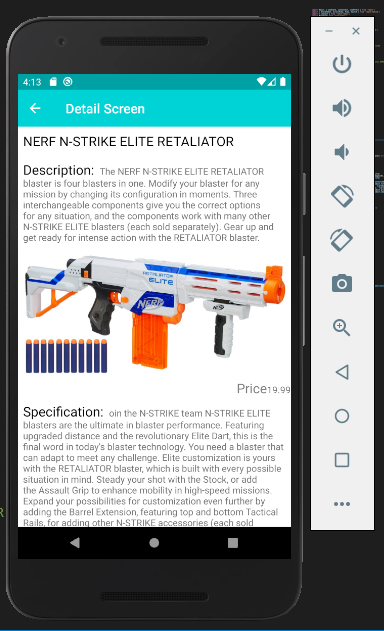 4:13
Detail Screen
NERF N-STRIKE ELITE RETALIATOR
Description: The NERF N-STRIKE ELITE RETALIATOR
blaster is four blasters in one. Modify your blaster for any
mission by changing its configuration in moments. Three
interchangeable components give you the correct options
for any situation, and the components work with many other
N-STRIKE ELITE blasters (each sold separately). Gear up and
get ready for intense action with the RETALIATOR blaster.
RETALIATOR
ELITE
NERF
NERF
Price19.99
Specification: oin the N-STRIKE team N-STRIKE ELITE
blasters are the ultimate in blaster performance. Featuring
upgraded distance and the revolutionary Elite Dart, this is the
final word in today's blaster technology. You need a blaster that
can adapt to meet any challenge. Elite customization is yours
with the RETALIATOR blaster, which is built with every possible
situation in mind. Steady your shot with the Stock, or add
the Assault Grip to enhance mobility in high-speed missions.
Expand your possibilities for customization even further by
adding the Barrel Extension, featuring top and bottom Tactical
Rails, for adding other N-STRIKE accessories (each sold